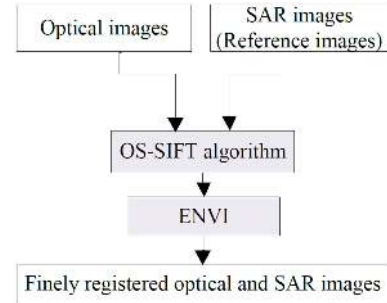 Optical images
SAR images
(Reference images)
OS-SIFT algorithm
ENVI
Finely registered optical and SAR images